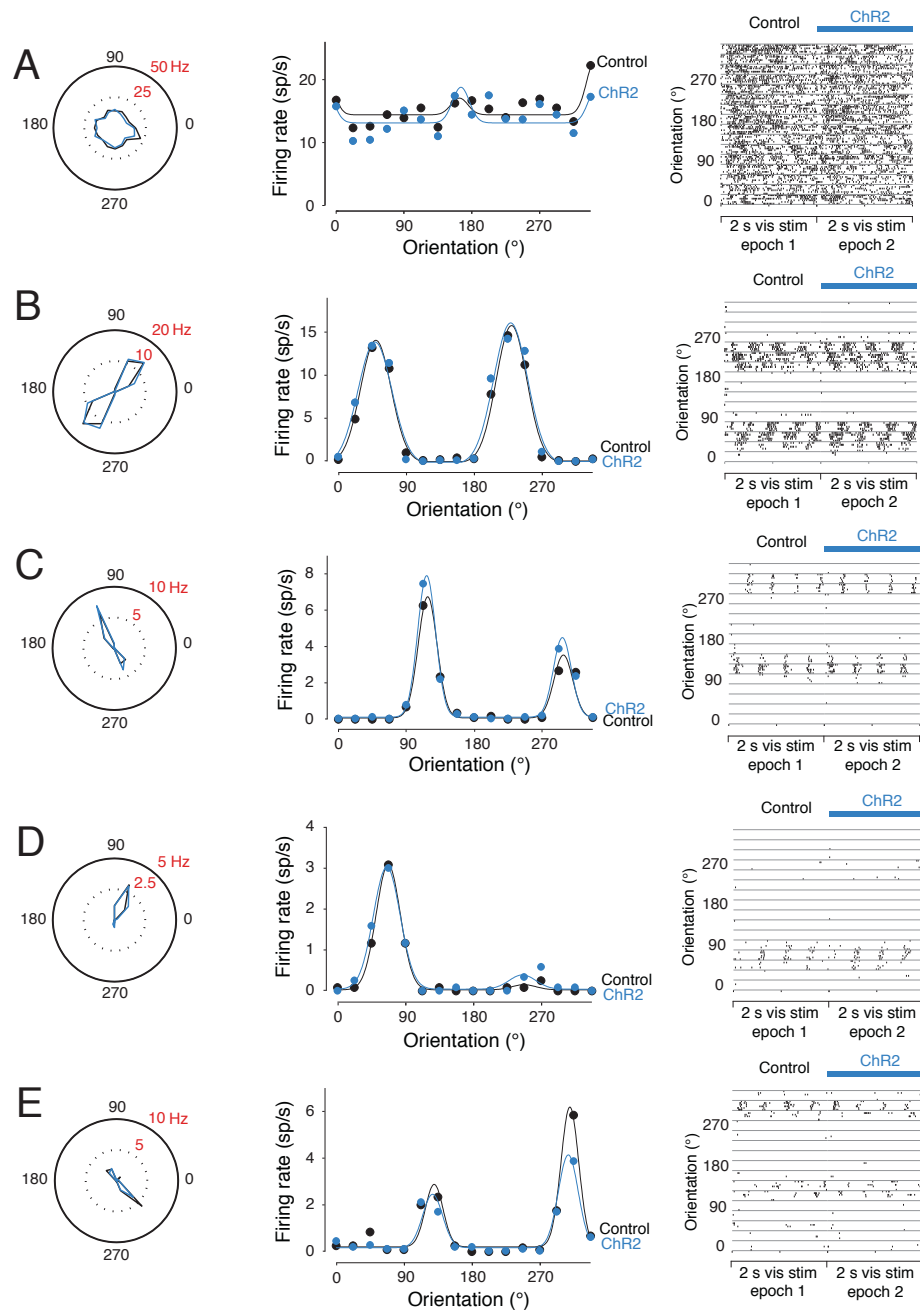 A
90
50 Hz
25
180
0
270
Firing rate (sp/s)
20
10
0
0
90
180
270
Orientation (°)
Control
ChR2
Control
ChR2
Orientation (°)
270
180
90
0
2 s vis stim
epoch 1
2 s vis stim
epoch 2
B
90
20 Hz
10
180
0
270
Firing rate (sp/s)
15
10
5
0
0
90
180
270
Orientation (°)
Control
ChR2
Control
ChR2
Orientation (°)
270
180
90
0
2 s vis stim
epoch 1
2 s vis stim
epoch 2
C
90
10 Hz
5
180
0
270
Firing rate (sp/s)
8
6
4
2
0
0
90
180
270
Orientation (°)
ChR2
Control
Control
ChR2
Orientation (°)
270
180
90
0
2 s vis stim
epoch 1
2 s vis stim
epoch 2
D
90
5 Hz
2.5
180
0
270
Firing rate (sp/s)
4
3
2
1
0
0
90
180
270
Orientation (°)
Control
ChR2
Control
ChR2
Orientation (°)
270
180
90
0
2 s vis stim
epoch 1
2 s vis stim
epoch 2
E
90
10 Hz
5
180
0
270
Firing rate (sp/s)
6
4
2
0
0
90
180
270
Orientation (°)
Control
ChR2
Control
ChR2
Orientation (°)
270
180
90
0
2 s vis stim
epoch 1
2 s vis stim
epoch 2